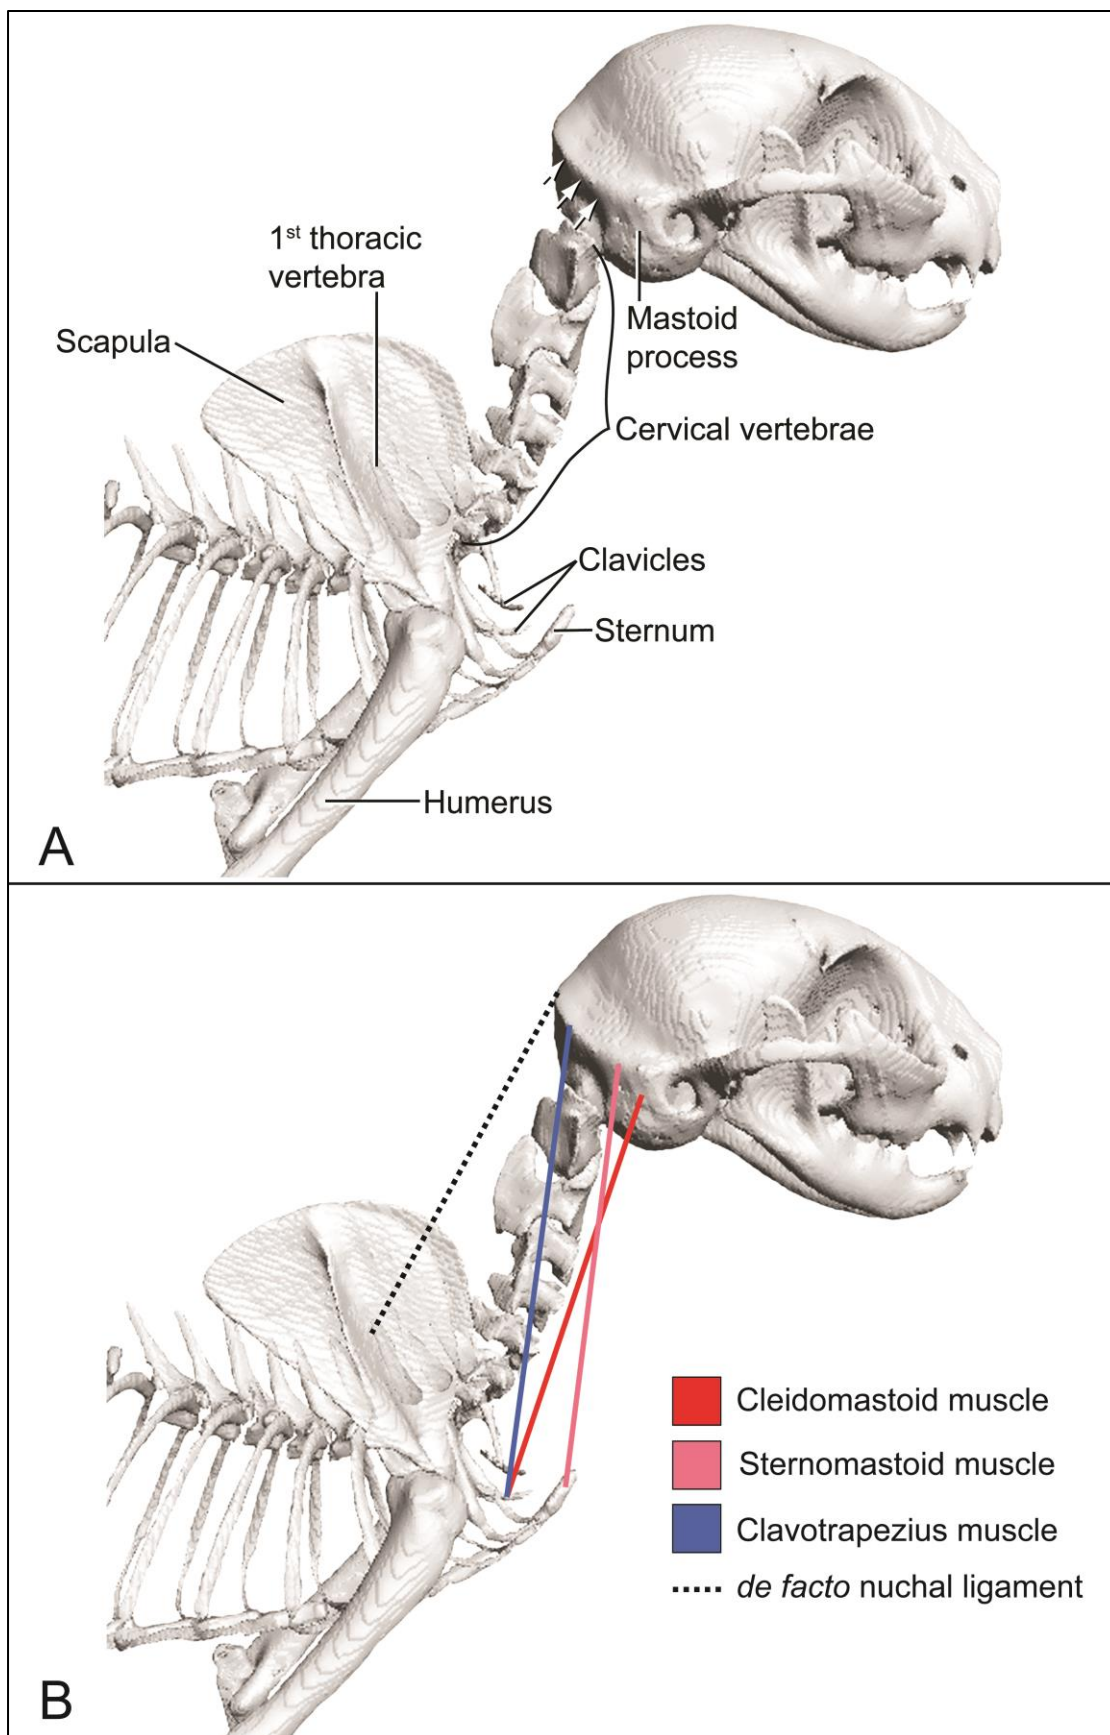 1st thoracic
vertebra
Scapula
Mastoid
process
Cervical vertebrae
Clavicles
Sternum
Humerus
A
Cleidomastoid muscle
Sternomastoid muscle
Clavotrapezius muscle
de facto nuchal ligament
B